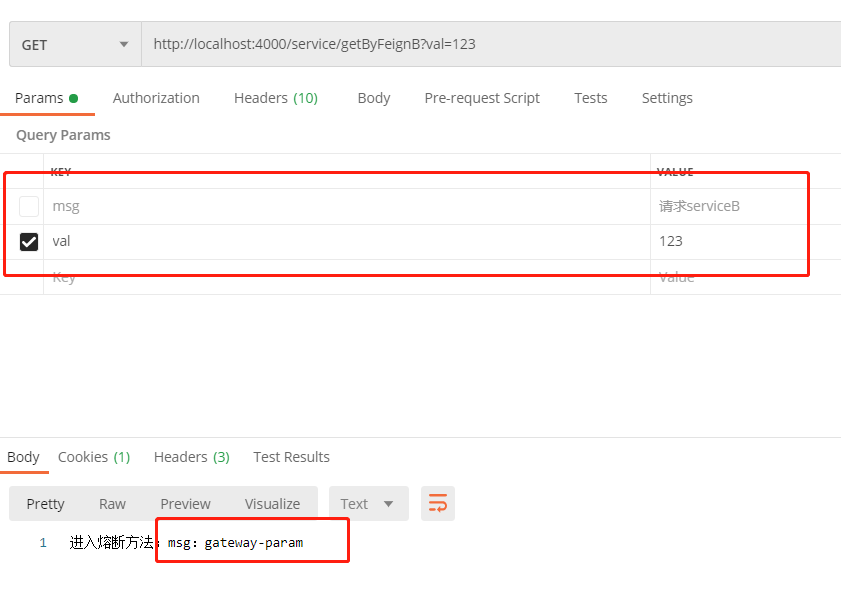 GET http://localhost:4000/service/getByFeignB?val=123
Params Authorization Headers (10) Body Pre-request Script Tests Settings
Query Params
KEY VALUE
msg 请求serviceB
val 123
Key Value
Body Cookies (1) Headers (3) Test Results
Pretty Raw Preview Visualize Text
1 进入熔断方法：msg：gateway-param